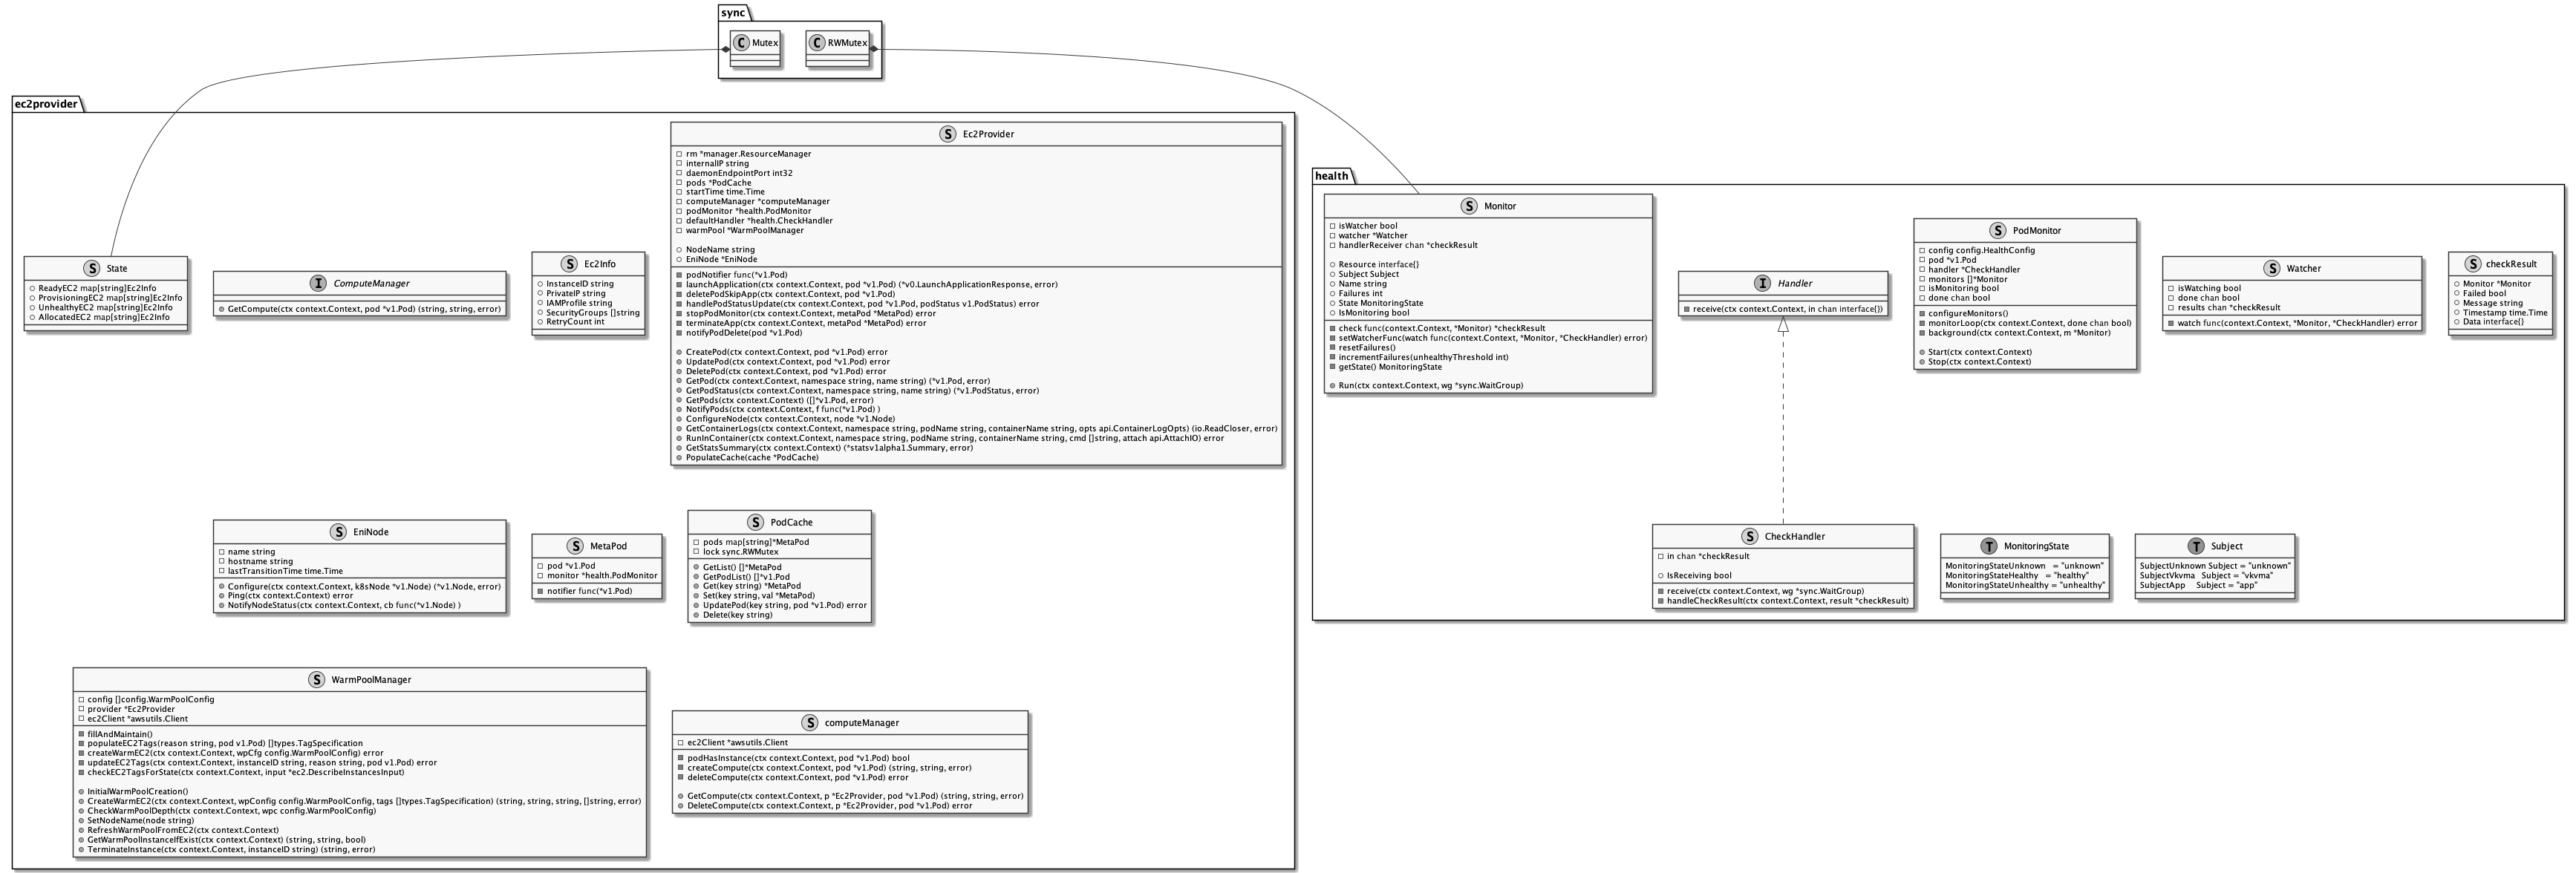 sync
C Mutex
C RWMutex
ec2provider
S Ec2Provider
rm *manager.ResourceManager
internalIP string
daemonEndpointPort int32
pods *PodCache
startTime time.Time
computeManager *computeManager
podMonitor *health.PodMonitor
defaultHandler *health.CheckHandler
warmPool *WarmPoolManager
NodeName string
EniNode *EniNode
podNotifier func(*v1.Pod)
launchApplication(ctx context.Context, pod *v1.Pod) (*v0.LaunchApplicationResponse, error)
deletePodSkipApp(ctx context.Context, pod *v1.Pod)
handlePodStatusUpdate(ctx context.Context, pod *v1.Pod, podStatus v1.PodStatus) error
stopPodMonitor(ctx context.Context, metaPod *MetaPod) error
terminateApp(ctx context.Context, metaPod *MetaPod) error
notifyPodDelete(pod *v1.Pod)
CreatePod(ctx context.Context, pod *v1.Pod) error
UpdatePod(ctx context.Context, pod *v1.Pod) error
DeletePod(ctx context.Context, pod *v1.Pod) error
GetPod(ctx context.Context, namespace string, name string) (*v1.Pod, error)
GetPodStatus(ctx context.Context, namespace string, name string) (*v1.PodStatus, error)
GetPods(ctx context.Context) ([]*v1.Pod, error)
NotifyPods(ctx context.Context, f func(*v1.Pod) )
ConfigureNode(ctx context.Context, node *v1.Node)
GetContainerLogs(ctx context.Context, namespace string, podName string, containerName string, opts api.ContainerLogOpts) (io.ReadCloser, error)
RunInContainer(ctx context.Context, namespace string, podName string, containerName string, cmd []string, attach api.AttachIO) error
GetStatsSummary(ctx context.Context) (*statsv1alpha1.Summary, error)
PopulateCache(cache *PodCache)
S State
ReadyEC2 map[string]Ec2Info
ProvisioningEC2 map[string]Ec2Info
UnhealthyEC2 map[string]Ec2Info
AllocatedEC2 map[string]Ec2Info
I ComputeManager
GetCompute(ctx context.Context, pod *v1.Pod) (string, string, error)
S Ec2Info
InstanceID string
PrivateIP string
IAMProfile string
SecurityGroups []string
RetryCount int
S EniNode
name string
hostname string
lastTransitionTime time.Time
Configure(ctx context.Context, k8sNode *v1.Node) (*v1.Node, error)
Ping(ctx context.Context) error
NotifyNodeStatus(ctx context.Context, cb func(*v1.Node) )
S MetaPod
pod *v1.Pod
monitor *health.PodMonitor
notifier func(*v1.Pod)
S PodCache
pods map[string]*MetaPod
lock sync.RWMutex
GetList() []*MetaPod
GetPodList() []*v1.Pod
Get(key string) *MetaPod
Set(key string, val *MetaPod)
UpdatePod(key string, pod *v1.Pod) error
Delete(key string)
S WarmPoolManager
config []config.WarmPoolConfig
provider *Ec2Provider
ec2Client *awsutils.Client
fillAndMaintain()
populateEC2Tags(reason string, pod v1.Pod) []types.TagSpecification
createWarmEC2(ctx context.Context, wpCfg config.WarmPoolConfig) error
updateEC2Tags(ctx context.Context, instanceID string, reason string, pod v1.Pod) error
checkEC2TagsForState(ctx context.Context, input *ec2.DescribeInstancesInput)
InitialWarmPoolCreation()
CreateWarmEC2(ctx context.Context, wpConfig config.WarmPoolConfig, tags []types.TagSpecification) (string, string, string, []string, error)
CheckWarmPoolDepth(ctx context.Context, wpc config.WarmPoolConfig)
SetNodeName(node string)
RefreshWarmPoolFromEC2(ctx context.Context)
GetWarmPoolInstanceIfExist(ctx context.Context) (string, string, bool)
TerminateInstance(ctx context.Context, instanceID string) (string, error)
S computeManager
ec2Client *awsutils.Client
podHasInstance(ctx context.Context, pod *v1.Pod) bool
createCompute(ctx context.Context, pod *v1.Pod) (string, string, error)
deleteCompute(ctx context.Context, pod *v1.Pod) error
GetCompute(ctx context.Context, p *Ec2Provider, pod *v1.Pod) (string, string, error)
DeleteCompute(ctx context.Context, p *Ec2Provider, pod *v1.Pod) error
health
S Monitor
isWatcher bool
watcher *Watcher
handlerReceiver chan *checkResult
Resource interface{}
Subject Subject
Name string
Failures int
State MonitoringState
IsMonitoring bool
check func(context.Context, *Monitor) *checkResult
setWatcherFunc(watch func(context.Context, *Monitor, *CheckHandler) error)
resetFailures()
incrementFailures(unhealthyThreshold int)
getState() MonitoringState
Run(ctx context.Context, wg *sync.WaitGroup)
I Handler
receive(ctx context.Context, in chan interface{})
S PodMonitor
config config.HealthConfig
pod *v1.Pod
handler *CheckHandler
monitors []*Monitor
isMonitoring bool
done chan bool
configureMonitors()
monitorLoop(ctx context.Context, done chan bool)
background(ctx context.Context, m *Monitor)
Start(ctx context.Context)
Stop(ctx context.Context)
S Watcher
isWatching bool
done chan bool
results chan *checkResult
watch func(context.Context, *Monitor, *CheckHandler) error
S checkResult
Monitor *Monitor
Failed bool
Message string
Timestamp time.Time
Data interface{}
S CheckHandler
in chan *checkResult
IsReceiving bool
receive(ctx context.Context, wg *sync.WaitGroup)
handleCheckResult(ctx context.Context, result *checkResult)
T MonitoringState
MonitoringStateUnknown = "unknown"
MonitoringStateHealthy = "healthy"
MonitoringStateUnhealthy = "unhealthy"
T Subject
SubjectUnknown Subject = "unknown"
SubjectVkvma Subject = "vkvma"
SubjectApp Subject = "app"